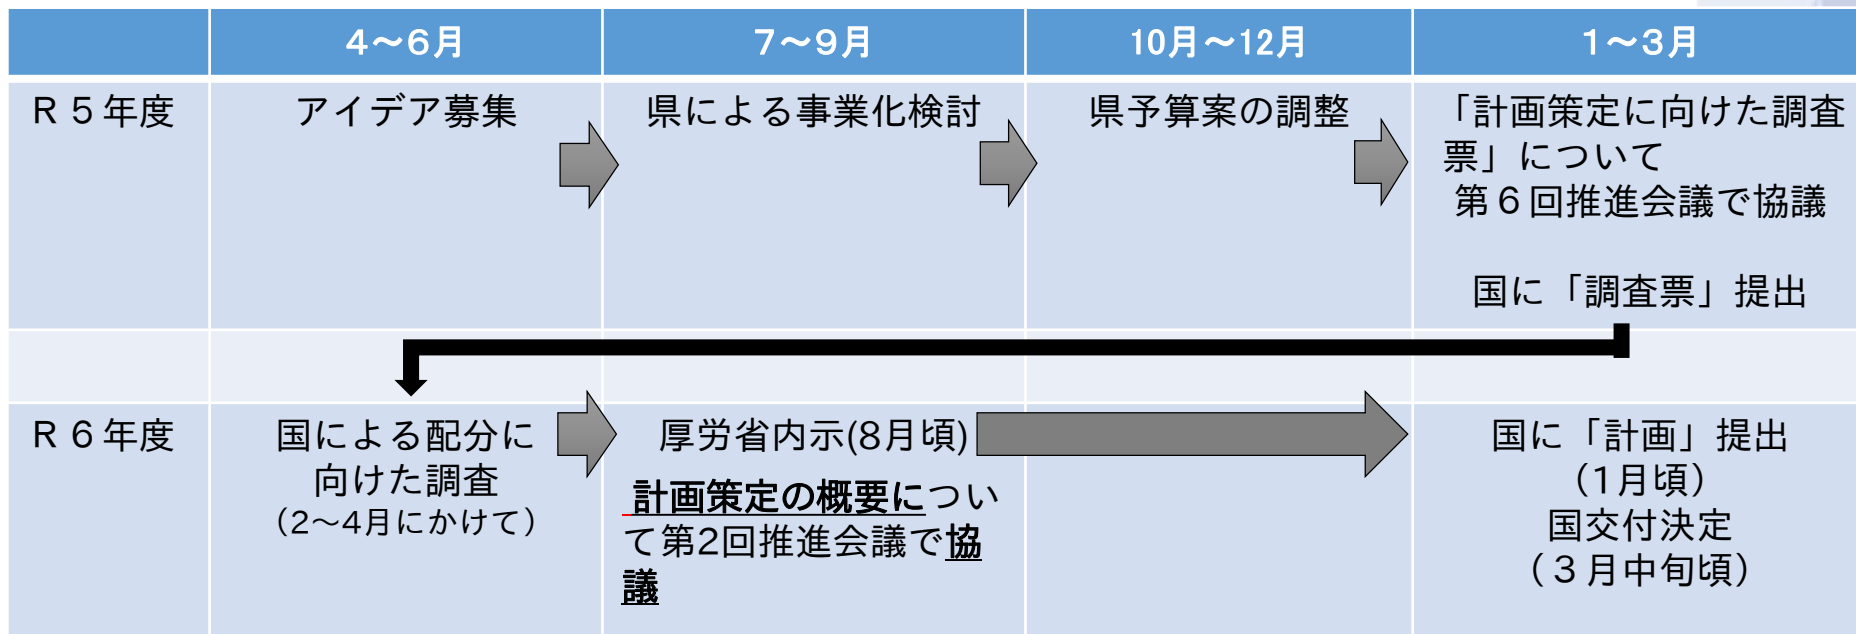 4～6月
7～9月
10月～12月
1～3月
R５年度
アイデア募集
県による事業化検討
県予算案の調整
「計画策定に向けた調査
票」について
第６回推進会議で協議
国に「調査票」提出
R６年度
国による配分に
向けた調査
（2～4月にかけて）
厚労省内示(8月頃)
計画策定の概要につい
て第2回推進会議で協
議
国に「計画」提出
（1月頃）
国交付決定
（３月中旬頃）